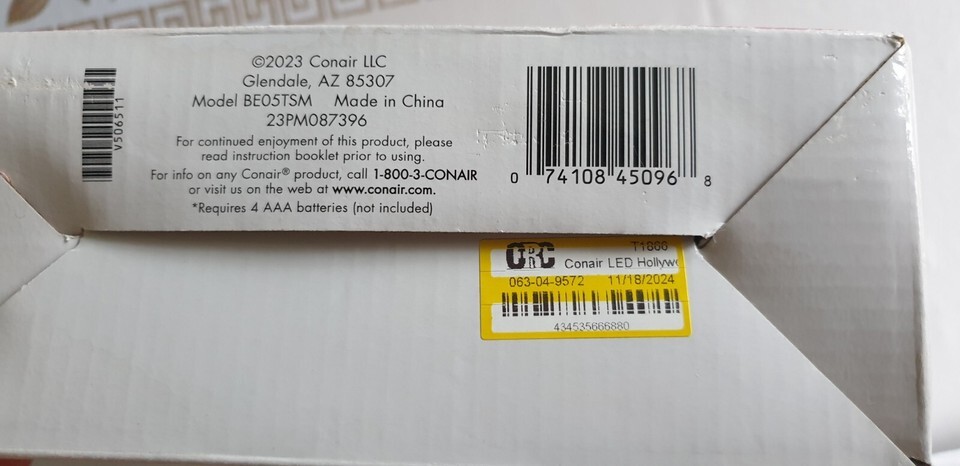 ©2023 Conair LLC
Glendale, AZ 85307
Model BE05TSM Made in China
23PM087396
For continued enjoyment of this product, please
read instruction booklet prior to using.
For info on any Conair® product, call 1-800-3-CONAIR
or visit us on the web at www.conair.com.
*Requires 4 AAA batteries (not included)
V506511
0 74108 45096 8
CRC
T1866
Conair LED Hollyw
063-04-9572 11/18/2024
434535666880